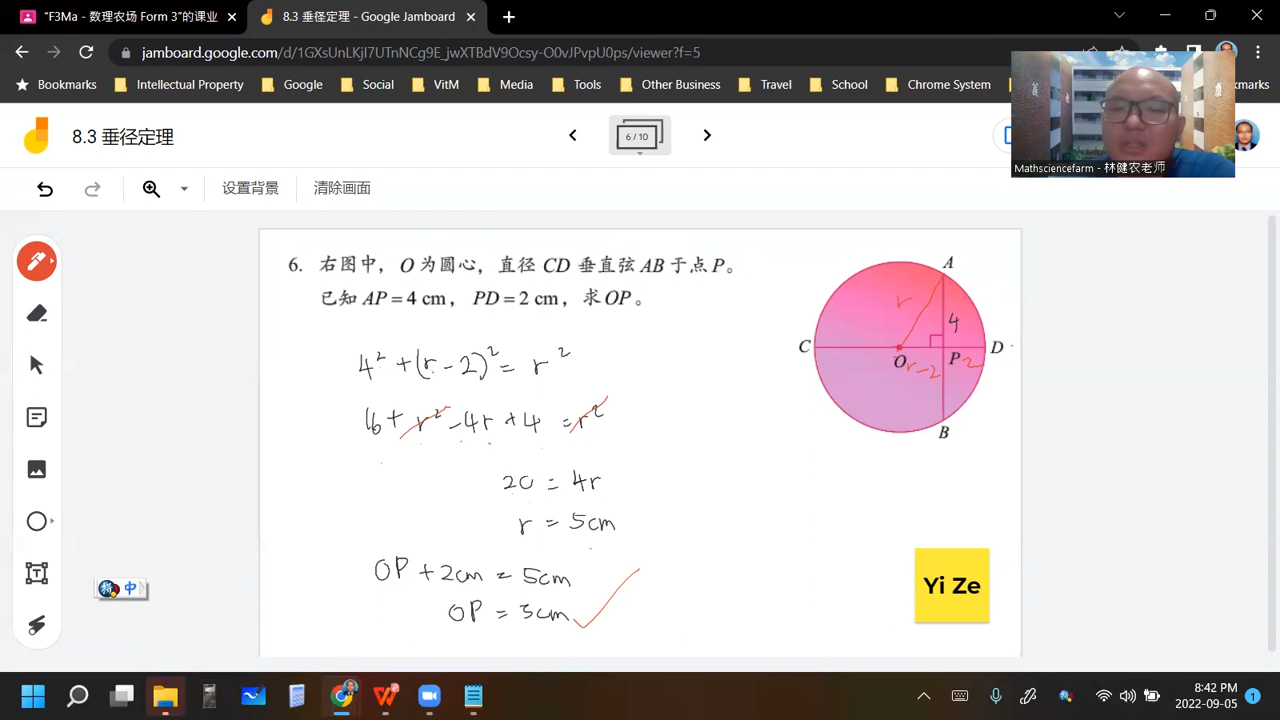 "F3Ma - 数理农场 Form 3"的课业
8.3 垂径定理 - Google Jamboard
jamboard.google.com
Bookmarks Intellectual Property Google Social VitM Media Tools Other Business Travel School Chrome System
8.3 垂径定理
6 / 10
Mathsciencefarm - 林健农老师
设置背景 清除画面
6. 右图中，O 为圆心，直径 CD 垂直弦 AB 于点 P。
已知 AP = 4 cm， PD = 2 cm，求 OP。
A
r
4
C
O
P
D
r-2
2
B
4² + (r - 2)² = r²
16 + r² - 4r + 4 = r²
20 = 4r
r = 5cm
OP + 2cm = 5cm
OP = 3cm
Yi Ze
中
8:42 PM
2022-09-05
1